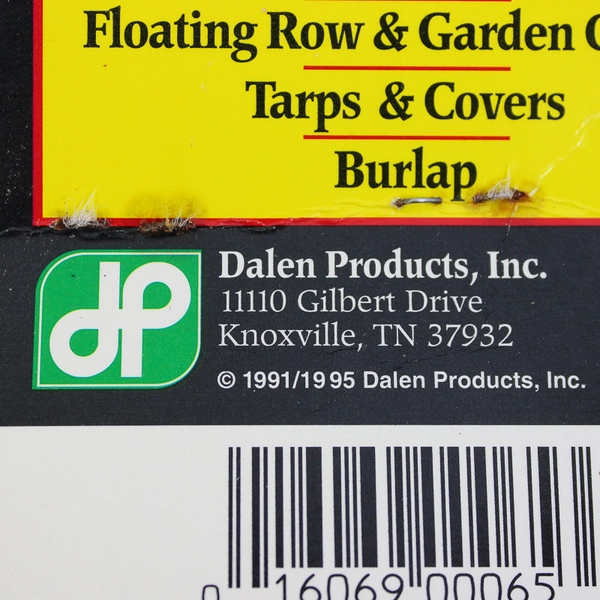 Floating Row & Garden
Tarps & Covers
Burlap
dP
Dalen Products, Inc.
11110 Gilbert Drive
Knoxville, TN 37932
© 1991/1995 Dalen Products, Inc.
0 16069 00065